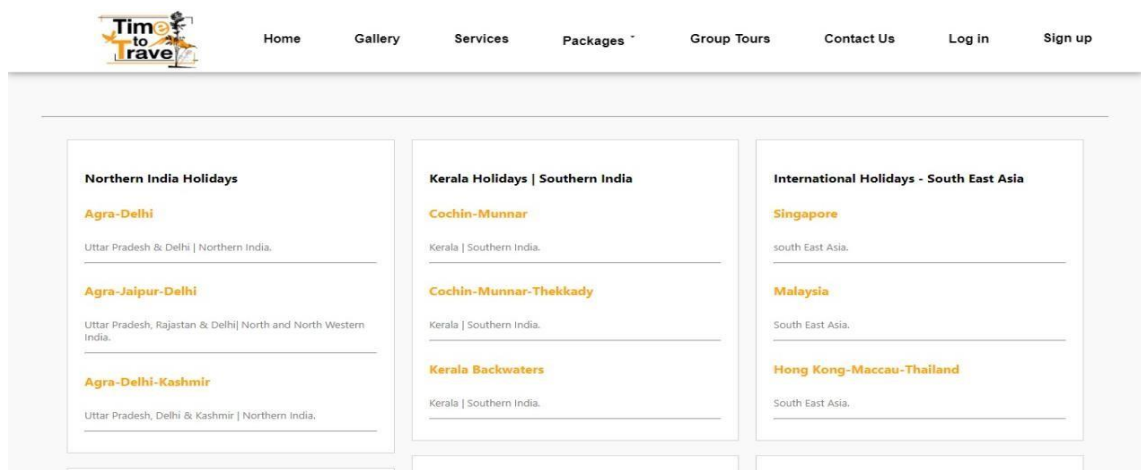 Time
to
Travel
Home Gallery Services Packages Group Tours Contact Us Log in Sign up
Northern India Holidays
Agra-Delhi
Uttar Pradesh & Delhi | Northern India.
Agra-Jaipur-Delhi
Uttar Pradesh, Rajastan & Delhi| North and North Western
India.
Agra-Delhi-Kashmir
Uttar Pradesh, Delhi & Kashmir | Northern India.
Kerala Holidays | Southern India
Cochin-Munnar
Kerala | Southern India.
Cochin-Munnar-Thekkady
Kerala | Southern India.
Kerala Backwaters
Kerala | Southern India.
International Holidays - South East Asia
Singapore
south East Asia.
Malaysia
South East Asia.
Hong Kong-Maccau-Thailand
South East Asia.